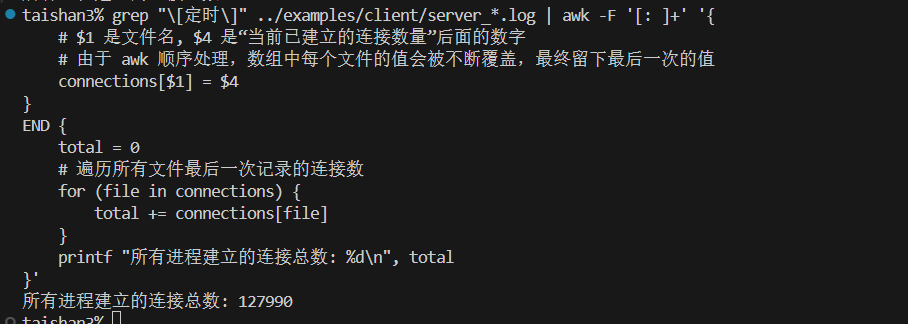 taishan3% grep "\[定时\]" ../examples/client/server_*.log | awk -F '[: ]+' '{
    # $1 是文件名, $4 是“当前已建立的连接数量”后面的数字
    # 由于 awk 顺序处理，数组中每个文件的值会被不断覆盖，最终留下最后一次的值
    connections[$1] = $4
}
END {
    total = 0
    # 遍历所有文件最后一次记录的连接数
    for (file in connections) {
        total += connections[file]
    }
    printf "所有进程建立的连接总数: %d\n", total
}'
所有进程建立的连接总数: 127990
taishan3%